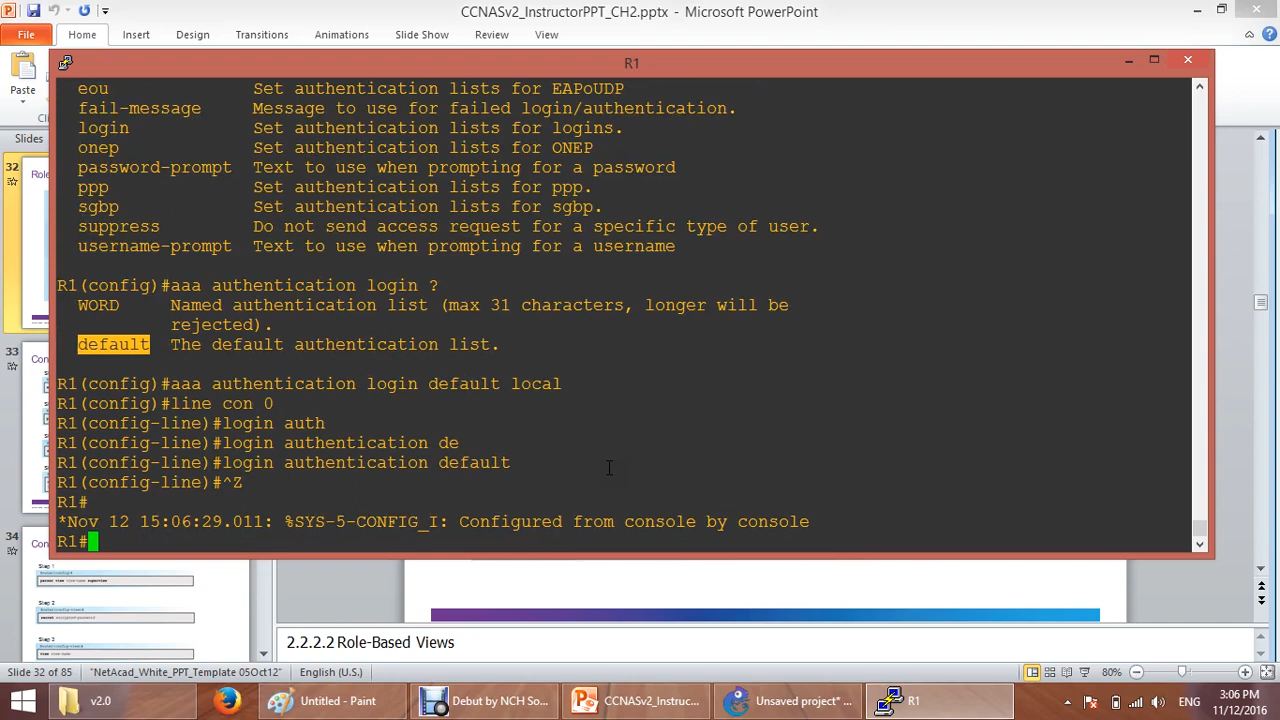 CCNASv2_InstructorPPT_CH2.pptx - Microsoft PowerPoint
File Home Insert Design Transitions Animations Slide Show Review View
Paste
Slides
R1
eou Set authentication lists for EAPoUDP
fail-message Message to use for failed login/authentication.
login Set authentication lists for logins.
onep Set authentication lists for ONEP
password-prompt Text to use when prompting for a password
ppp Set authentication lists for ppp.
sgbp Set authentication lists for sgbp.
suppress Do not send access request for a specific type of user.
username-prompt Text to use when prompting for a username
R1(config)#aaa authentication login ?
WORD Named authentication list (max 31 characters, longer will be
rejected).
default The default authentication list.
R1(config)#aaa authentication login default local
R1(config)#line con 0
R1(config-line)#login auth
R1(config-line)#login authentication de
R1(config-line)#login authentication default
R1(config-line)#^Z
R1#
*Nov 12 15:06:29.011: %SYS-5-CONFIG_I: Configured from console by console
R1#
32
33
34
Step 1
Step 2
Step 3
2.2.2.2 Role-Based Views
Slide 32 of 85 "NetAcad_White_PPT_Template 05Oct12" English (U.S.) 80%
v2.0 Untitled - Paint Debut by NCH So... CCNASv2_Instruc... Unsaved project* ... R1 ENG 3:06 PM
11/12/2016